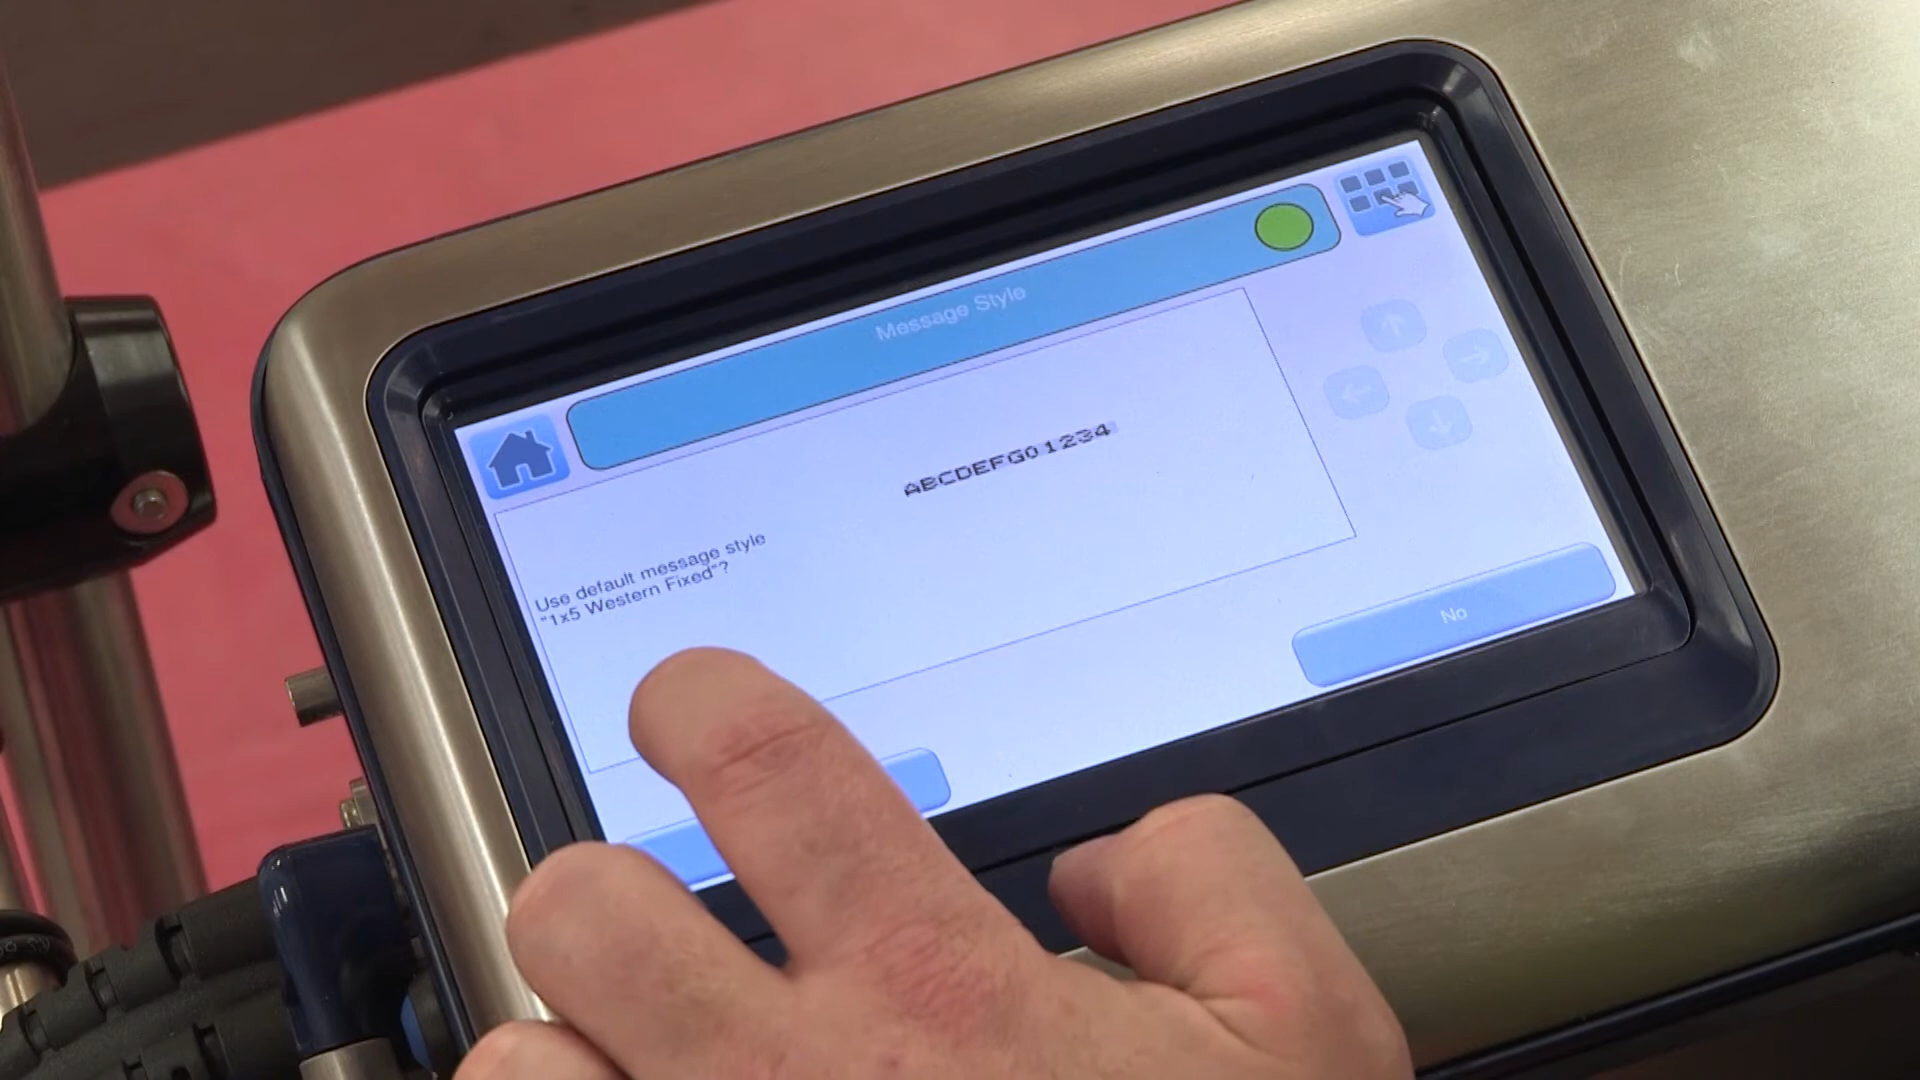 Message Style
ABCDEFG01234
Use default message style
"1x5 Western Fixed"?
No